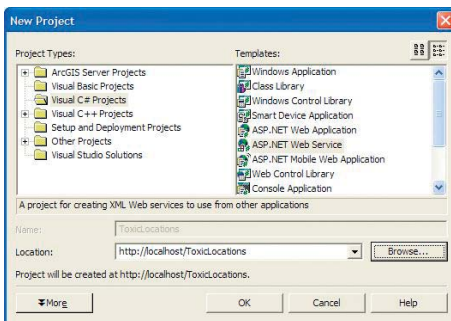 New Project
Project Types:
Templates:
ArcGIS Server Projects
Visual Basic Projects
Visual C# Projects
Visual C++ Projects
Setup and Deployment Projects
Other Projects
Visual Studio Solutions
Windows Application
Class Library
Windows Control Library
Smart Device Application
ASP.NET Web Application
ASP.NET Web Service
ASP.NET Mobile Web Application
Web Control Library
Console Application
A project for creating XML Web services to use from other applications
Name: ToxicLocations
Location: http://localhost/ToxicLocations Browse...
Project will be created at http://localhost/ToxicLocations.
More OK Cancel Help